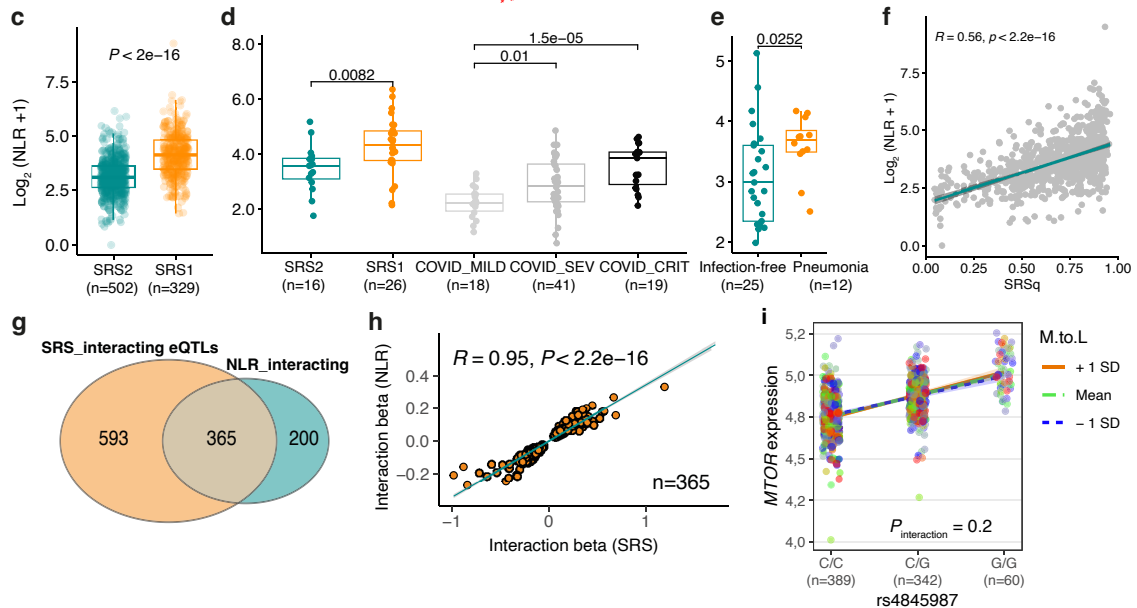 c
P < 2e−16
Log2 (NLR +1)
7.5
5.0
2.5
0.0
SRS2
(n=502)
SRS1
(n=329)
d
8.0
6.0
4.0
2.0
0.0082
1.5e−05
0.01
SRS2
(n=16)
SRS1
(n=26)
COVID_MILD
(n=18)
COVID_SEV
(n=41)
COVID_CRIT
(n=19)
e
0.0252
5
4
3
2
Infection-free
(n=25)
Pneumonia
(n=12)
f
R = 0.56, p < 2.2e−16
Log2 (NLR + 1)
7.5
5.0
2.5
0.0
0.00
0.25
0.50
0.75
1.00
SRSq
g
SRS_interacting eQTLs
NLR_interacting
593
365
200
h
R = 0.95, P < 2.2e−16
Interaction beta (NLR)
0.4
0.2
0.0
−0.2
n=365
−1
0
1
Interaction beta (SRS)
i
MTOR expression
5,2
5,0
4,8
4,5
4,2
4,0
Pinteraction = 0.2
C/C
(n=389)
C/G
(n=342)
G/G
(n=60)
rs4845987
M.to.L
+ 1 SD
Mean
− 1 SD